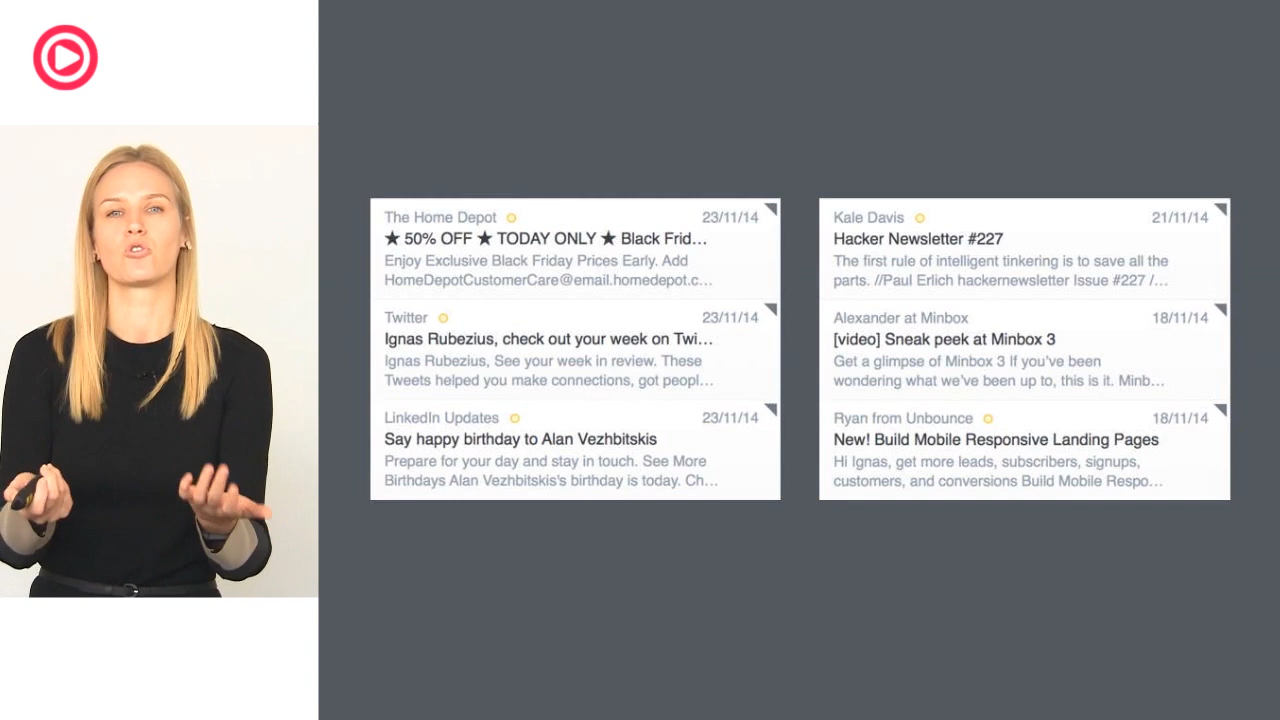 The Home Depot 23/11/14
★ 50% OFF ★ TODAY ONLY ★ Black Frid…
Enjoy Exclusive Black Friday Prices Early. Add
HomeDepotCustomerCare@email.homedepot.c…
Twitter 23/11/14
Ignas Rubezius, check out your week on Twi…
Ignas Rubezius, See your week in review. These
Tweets helped you make connections, got peopl…
LinkedIn Updates 23/11/14
Say happy birthday to Alan Vezhbitskis
Prepare for your day and stay in touch. See More
Birthdays Alan Vezhbitskis's birthday is today. Ch…
Kale Davis 21/11/14
Hacker Newsletter #227
The first rule of intelligent tinkering is to save all the
parts. //Paul Erlich hackernewsletter Issue #227 /…
Alexander at Minbox 18/11/14
[video] Sneak peek at Minbox 3
Get a glimpse of Minbox 3 If you've been
wondering what we've been up to, this is it. Minb…
Ryan from Unbounce 18/11/14
New! Build Mobile Responsive Landing Pages
Hi Ignas, get more leads, subscribers, signups,
customers, and conversions Build Mobile Respo…